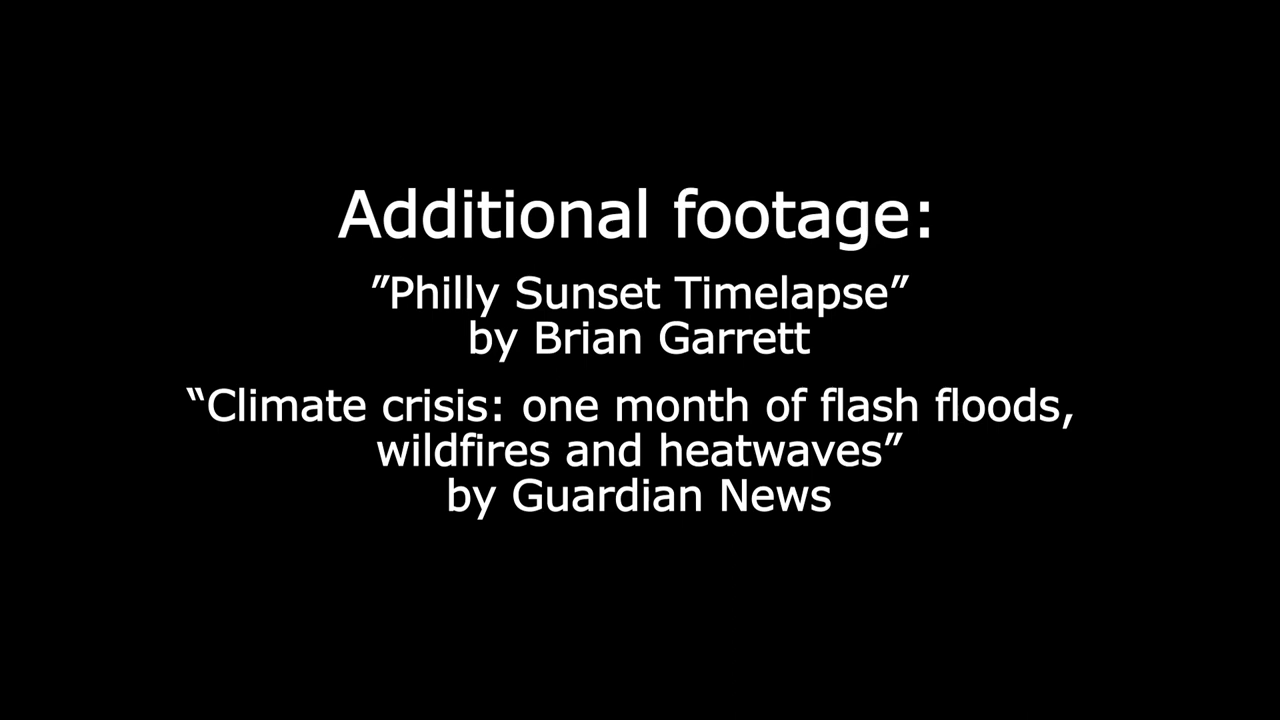 Additional footage:
”Philly Sunset Timelapse”
by Brian Garrett
“Climate crisis: one month of flash floods,
wildfires and heatwaves”
by Guardian News